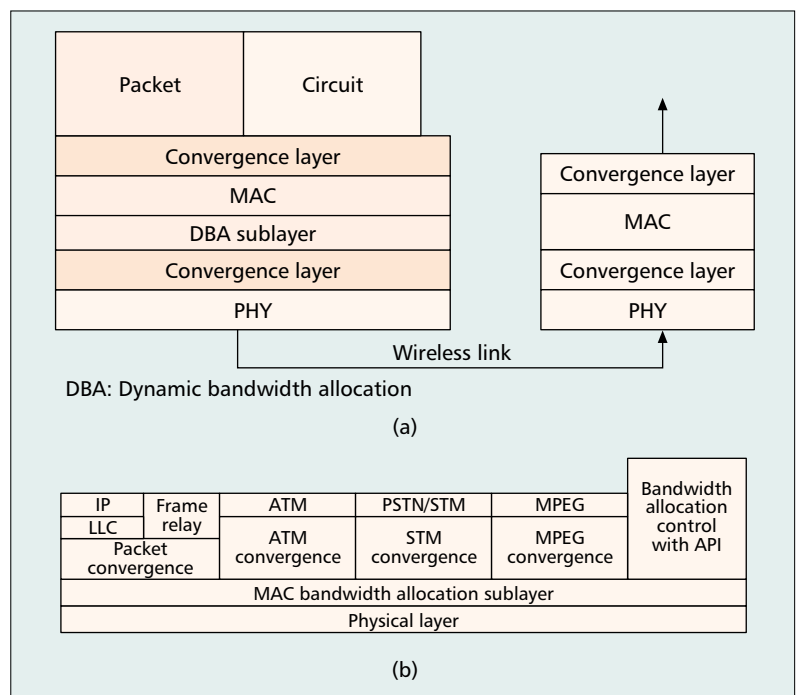 Packet
Circuit
Convergence layer
MAC
DBA sublayer
Convergence layer
PHY
Convergence layer
MAC
Convergence layer
PHY
Wireless link
DBA: Dynamic bandwidth allocation
(a)
IP
LLC
Frame
relay
Packet
convergence
ATM
ATM
convergence
PSTN/STM
STM
convergence
MPEG
MPEG
convergence
Bandwidth
allocation
control
with API
MAC bandwidth allocation sublayer
Physical layer
(b)